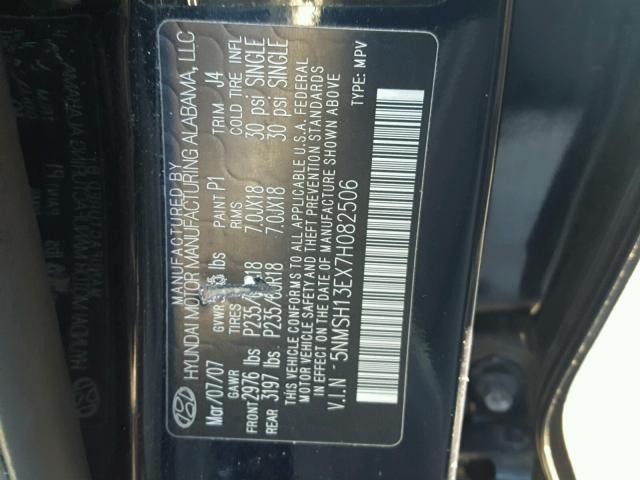 MANUFACTURED BY
HYUNDAI MOTOR MANUFACTURING ALABAMA, LLC
Mar/07/07 GVWR lbs PAINT P1 TRIM J4
GAWR TIRES RIMS COLD TIRE INFL
FRONT 2976 lbs R18 7.0JX18 30 psi SINGLE
REAR 3197 lbs R18 7.0JX18 30 psi SINGLE
THIS VEHICLE CONFORMS TO ALL APPLICABLE U.S.A. FEDERAL
MOTOR VEHICLE SAFETY AND THEFT PREVENTION STANDARDS
IN EFFECT ON THE DATE OF MANUFACTURE SHOWN ABOVE
V.I.N : 5NMSH13EX7H082506 TYPE: MPV